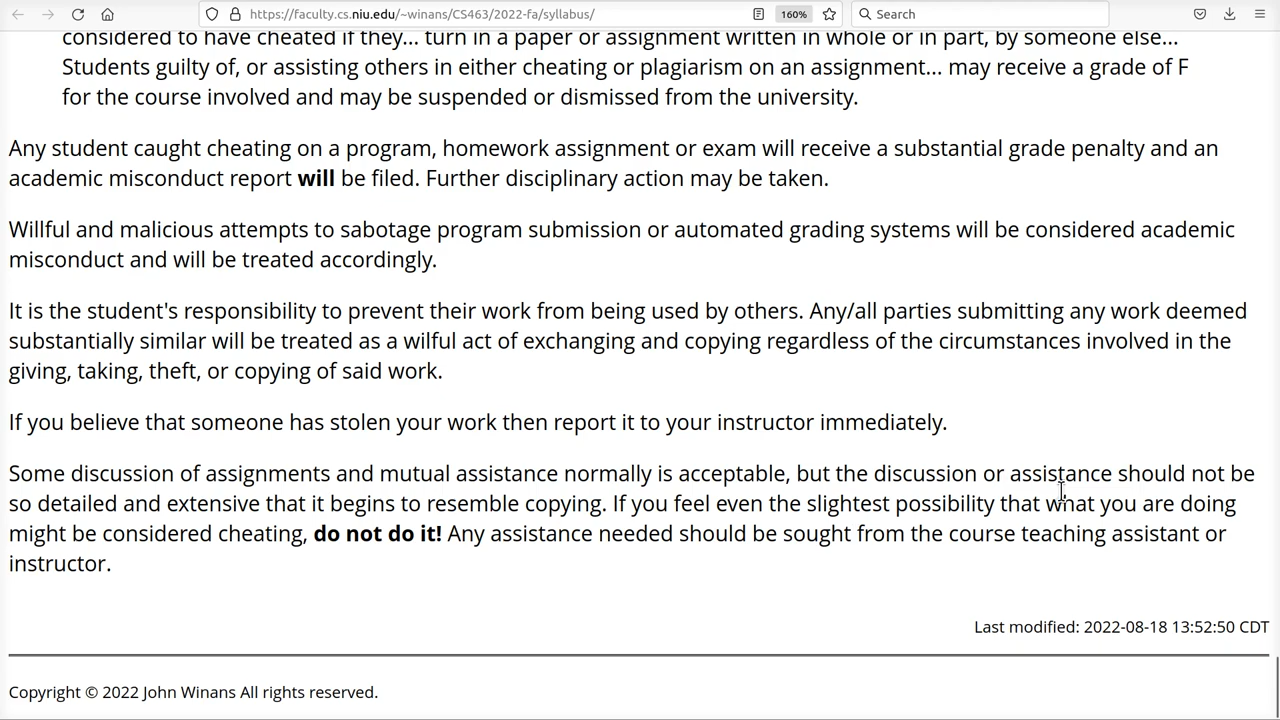 https://faculty.cs.niu.edu/~winans/CS463/2022-fa/syllabus/
160%
Search
considered to have cheated if they... turn in a paper or assignment written in whole or in part, by someone else...
Students guilty of, or assisting others in either cheating or plagiarism on an assignment... may receive a grade of F
for the course involved and may be suspended or dismissed from the university.
Any student caught cheating on a program, homework assignment or exam will receive a substantial grade penalty and an
academic misconduct report will be filed. Further disciplinary action may be taken.
Willful and malicious attempts to sabotage program submission or automated grading systems will be considered academic
misconduct and will be treated accordingly.
It is the student's responsibility to prevent their work from being used by others. Any/all parties submitting any work deemed
substantially similar will be treated as a wilful act of exchanging and copying regardless of the circumstances involved in the
giving, taking, theft, or copying of said work.
If you believe that someone has stolen your work then report it to your instructor immediately.
Some discussion of assignments and mutual assistance normally is acceptable, but the discussion or assistance should not be
so detailed and extensive that it begins to resemble copying. If you feel even the slightest possibility that what you are doing
might be considered cheating, do not do it! Any assistance needed should be sought from the course teaching assistant or
instructor.
Last modified: 2022-08-18 13:52:50 CDT
Copyright © 2022 John Winans All rights reserved.